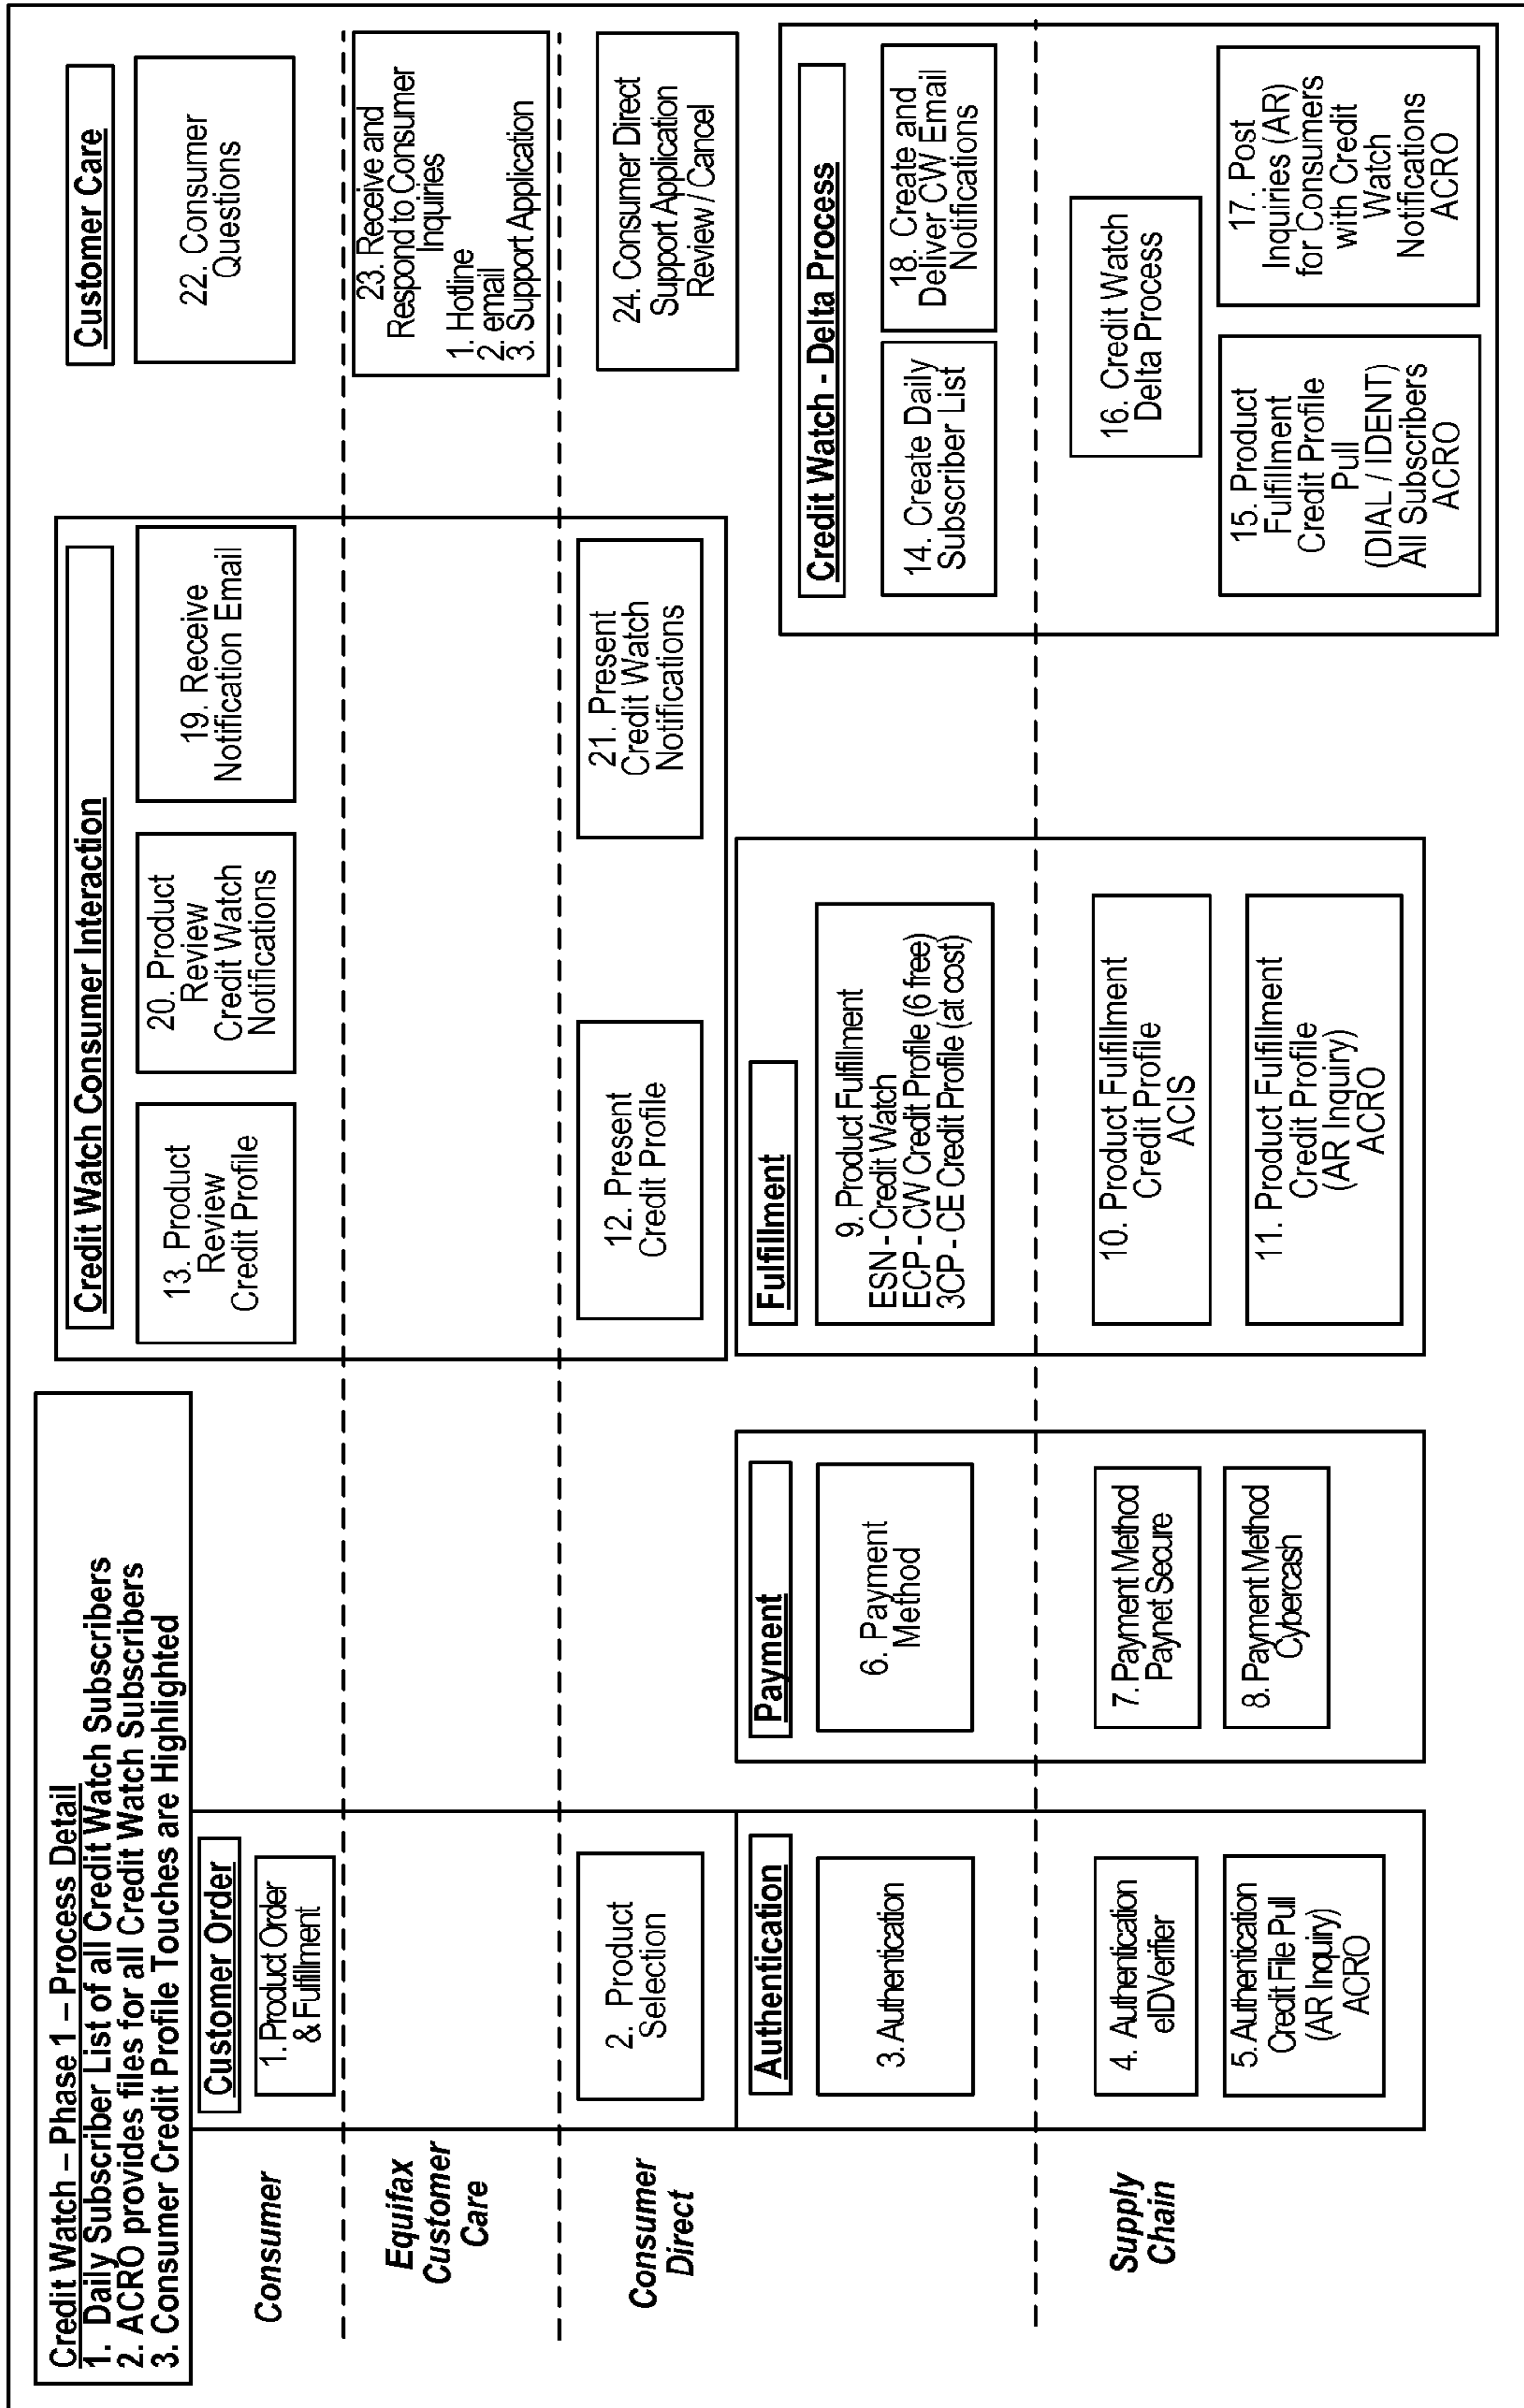 Credit Watch – Phase 1 – Process Detail
1. Daily Subscriber List of all Credit Watch Subscribers
2. ACRO provides files for all Credit Watch Subscribers
3. Consumer Credit Profile Touches are Highlighted
Consumer
Equifax
Customer
Care
Consumer
Direct
Supply
Chain
Customer Order
1. Product Order
& Fulfillment
2. Product
Selection
Authentication
3. Authentication
4. Authentication
eIDVerifier
5. Authentication
Credit File Pull
(AR Inquiry)
ACRO
Payment
6. Payment
Method
7. Payment Method
Paynet Secure
8. Payment Method
Cybercash
Credit Watch Consumer Interaction
13. Product
Review
Credit Profile
20. Product
Review
Credit Watch
Notifications
19. Receive
Notification Email
12. Present
Credit Profile
21. Present
Credit Watch
Notifications
Fulfillment
9. Product Fulfillment
ESN - Credit Watch
ECP - CW Credit Profile (6 free)
3CP - CE Credit Profile (at cost)
10. Product Fulfillment
Credit Profile
ACIS
11. Product Fulfillment
Credit Profile
(AR Inquiry)
ACRO
Customer Care
22. Consumer
Questions
23. Receive and
Respond to Consumer
Inquiries
1. Hotline
2. email
3. Support Application
24. Consumer Direct
Support Application
Review / Cancel
Credit Watch - Delta Process
14. Create Daily
Subscriber List
18. Create and
Deliver CW Email
Notifications
16. Credit Watch
Delta Process
15. Product
Fulfillment
Credit Profile
Pull
(DIAL / IDENT)
All Subscribers
ACRO
17. Post
Inquiries (AR)
for Consumers
with Credit
Watch
Notifications
ACRO